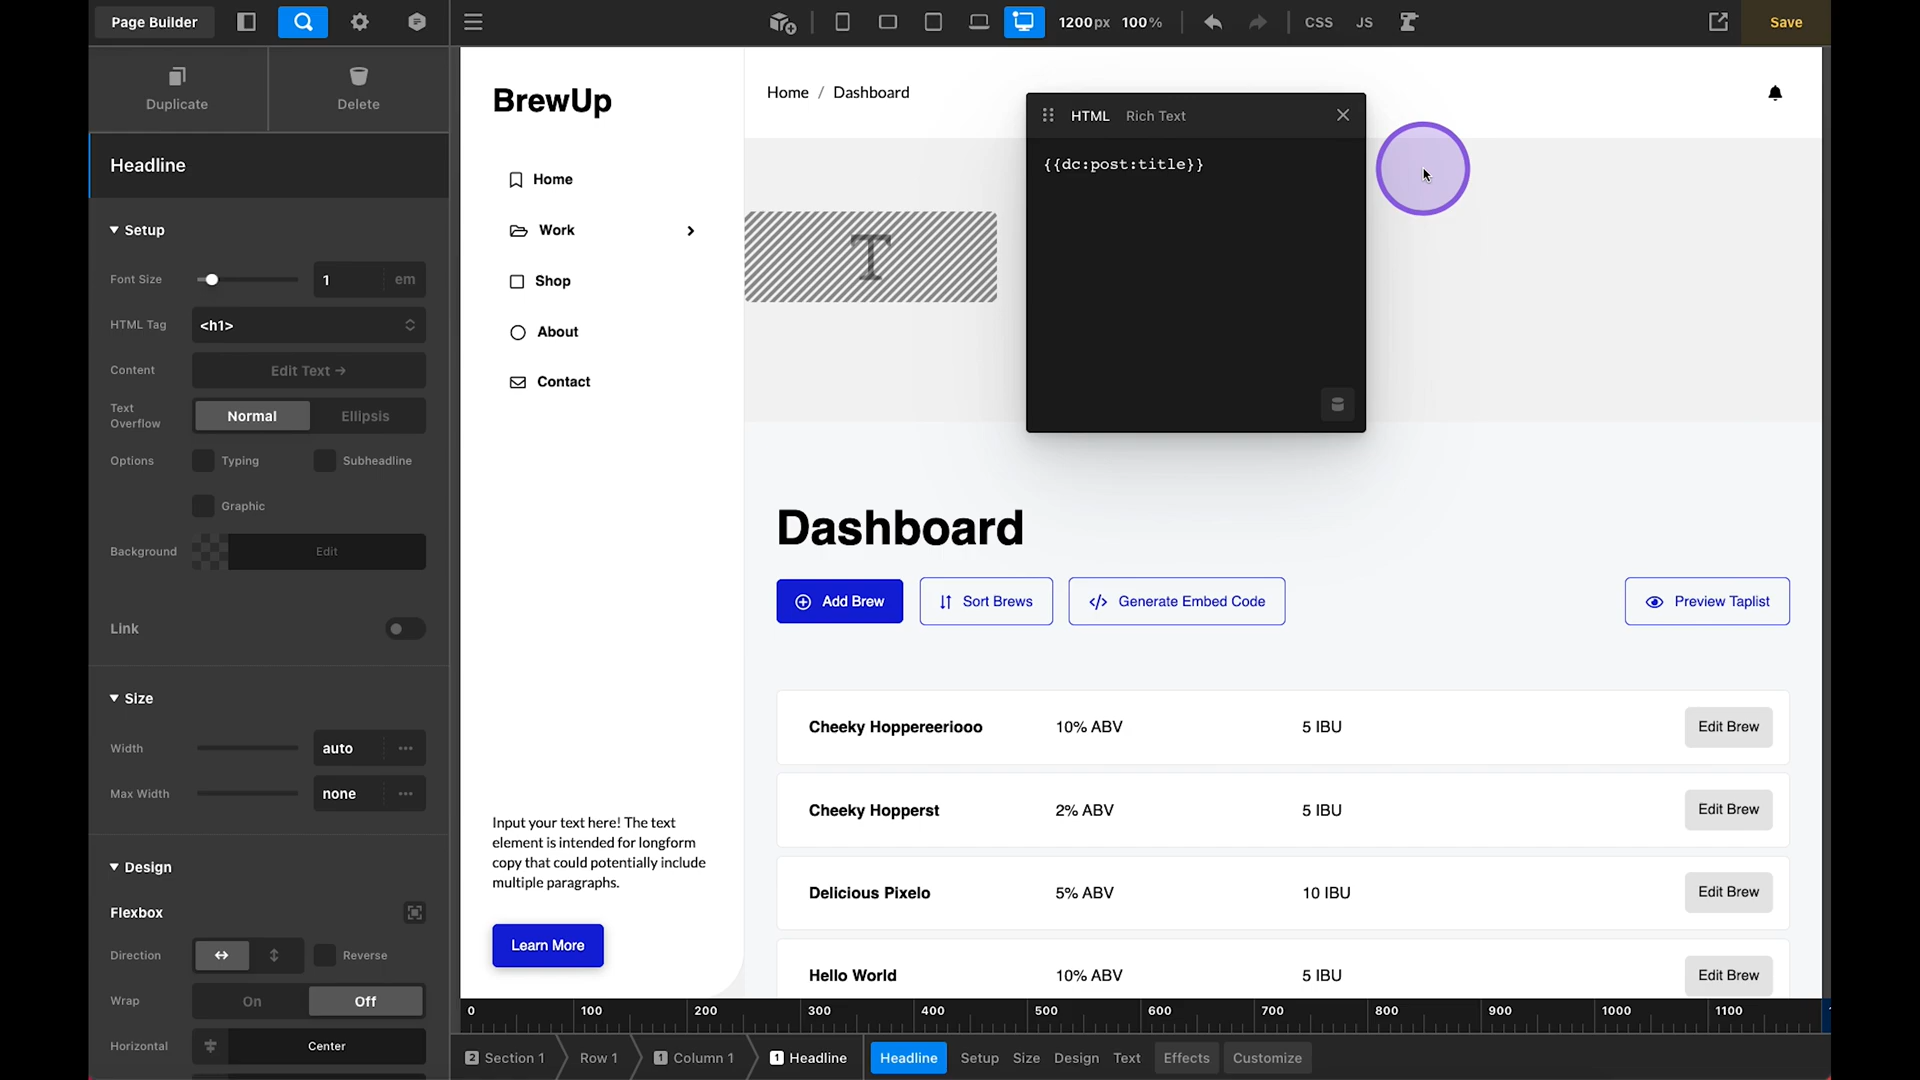 Page Builder
1200px 100%
CSS JS
Save
Duplicate
Delete
Headline
Setup
Font Size
1 em
HTML Tag
<h1>
Content
Edit Text →
Text
Overflow
Normal
Ellipsis
Options
Typing
Subheadline
Graphic
Background
Edit
Link
Size
Width
auto
Max Width
none
Design
Flexbox
Direction
Reverse
Wrap
On
Off
Horizontal
Center
BrewUp
Home
Work
Shop
About
Contact
Input your text here! The text
element is intended for longform
copy that could potentially include
multiple paragraphs.
Learn More
Home / Dashboard
HTML Rich Text
{{dc:post:title}}
T
Dashboard
Add Brew
Sort Brews
Generate Embed Code
Preview Taplist
Cheeky Hoppereeriooo 10% ABV 5 IBU Edit Brew
Cheeky Hopperst 2% ABV 5 IBU Edit Brew
Delicious Pixelo 5% ABV 10 IBU Edit Brew
Hello World 10% ABV 5 IBU Edit Brew
0 100 200 300 400 500 600 700 800 900 1000 1100
2 Section 1 Row 1 1 Column 1 1 Headline Headline Setup Size Design Text Effects Customize